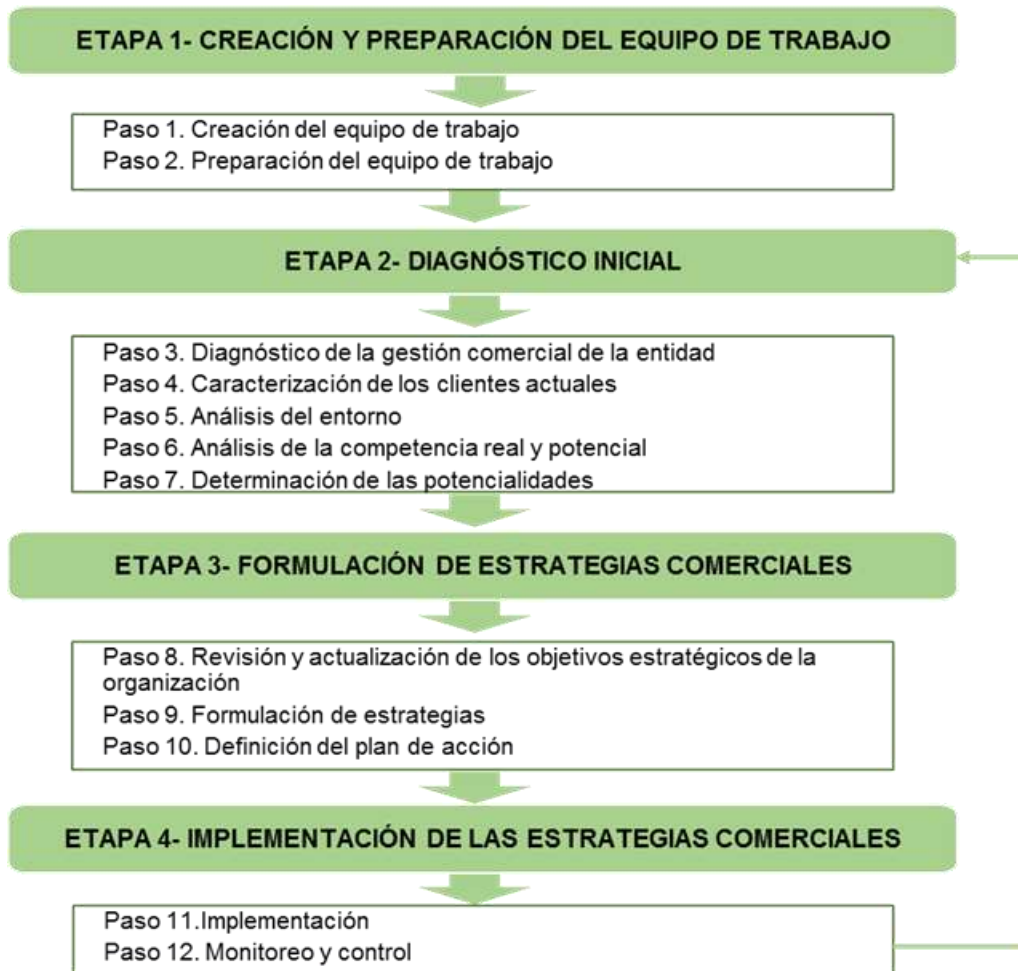 ETAPA 1- CREACIÓN Y PREPARACIÓN DEL EQUIPO DE TRABAJO
Paso 1. Creación del equipo de trabajo
Paso 2. Preparación del equipo de trabajo
ETAPA 2- DIAGNÓSTICO INICIAL
Paso 3. Diagnóstico de la gestión comercial de la entidad
Paso 4. Caracterización de los clientes actuales
Paso 5. Análisis del entorno
Paso 6. Análisis de la competencia real y potencial
Paso 7. Determinación de las potencialidades
ETAPA 3- FORMULACIÓN DE ESTRATEGIAS COMERCIALES
Paso 8. Revisión y actualización de los objetivos estratégicos de la
organización
Paso 9. Formulación de estrategias
Paso 10. Definición del plan de acción
ETAPA 4- IMPLEMENTACIÓN DE LAS ESTRATEGIAS COMERCIALES
Paso 11.Implementación
Paso 12. Monitoreo y control